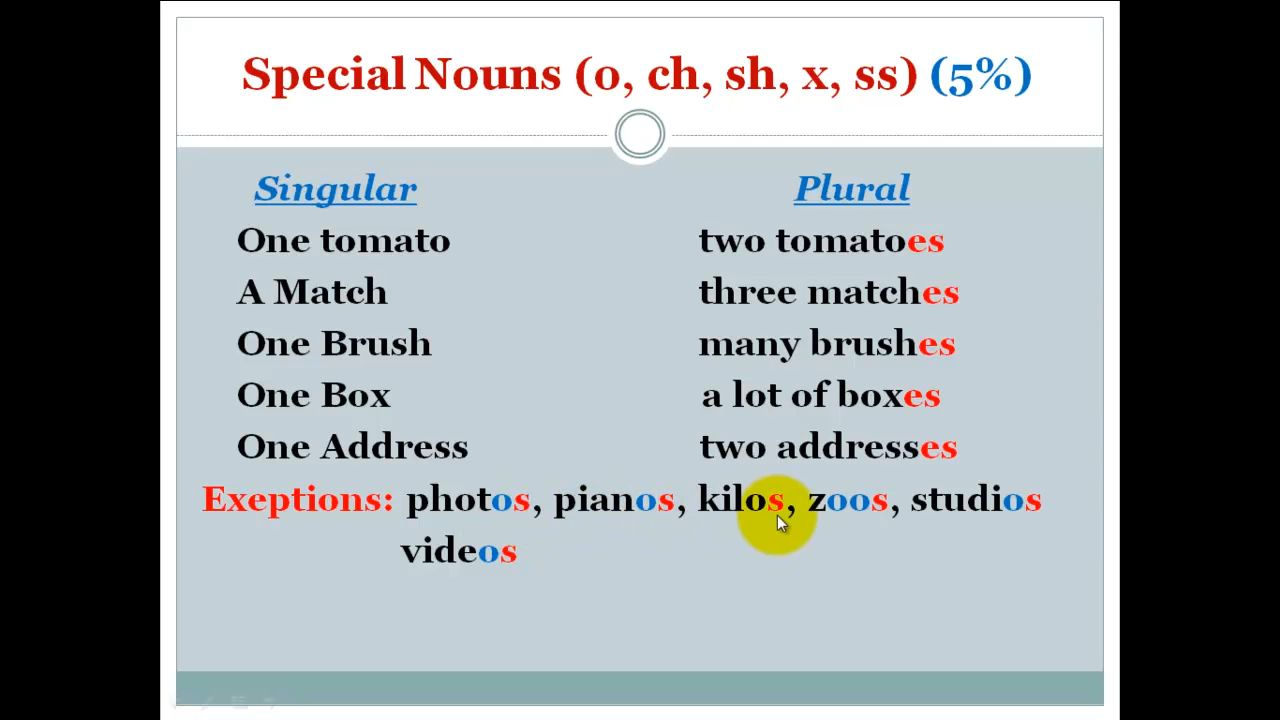 Special Nouns (o, ch, sh, x, ss) (5%)
Singular Plural
One tomato two tomatoes
A Match three matches
One Brush many brushes
One Box a lot of boxes
One Address two addresses
Exeptions: photos, pianos, kilos, zoos, studios
videos